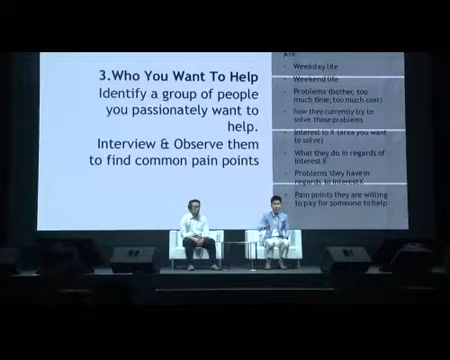 3.Who You Want To Help
Identify a group of people
you passionately want to
help.
Interview & Observe them
to find common pain points
Ask:
Weekday life
Weekend life
Problems (bother, too
much time, too much cost)
how they currently try to
solve those problems
Interest in X (area you want
to solve)
What they do in regards of
interest X
Problems they have in
regards to interest X
Pain points they are willing
to pay for someone to help